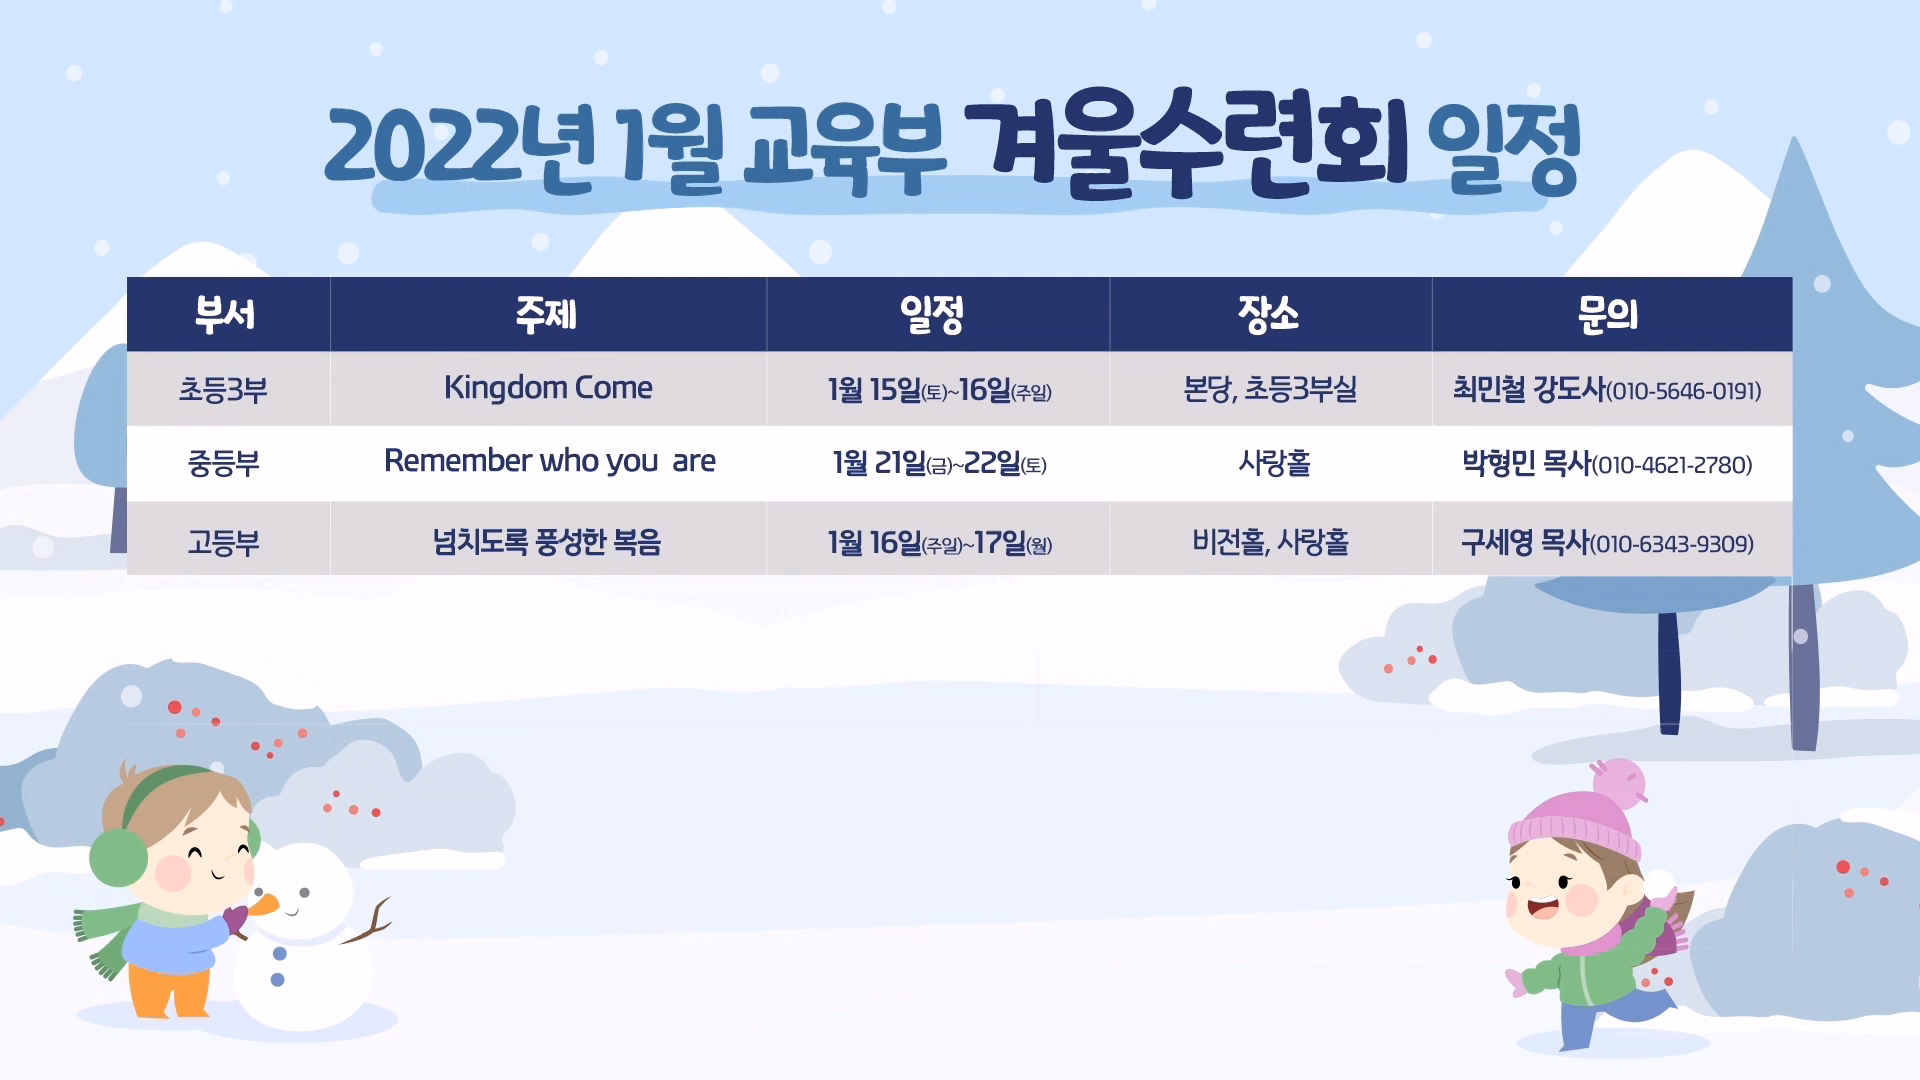 2022년 1월 교육부 겨울수련회 일정
부서 주제 일정 장소 문의
초등3부 Kingdom Come 1월 15일(토)~16일(주일) 본당, 초등3부실 최민철 강도사(010-5646-0191)
중등부 Remember who you are 1월 21일(금)~22일(토) 사랑홀 박형민 목사(010-4621-2780)
고등부 넘치도록 풍성한 복음 1월 16일(주일)~17일(월) 비전홀, 사랑홀 구세영 목사(010-6343-9309)